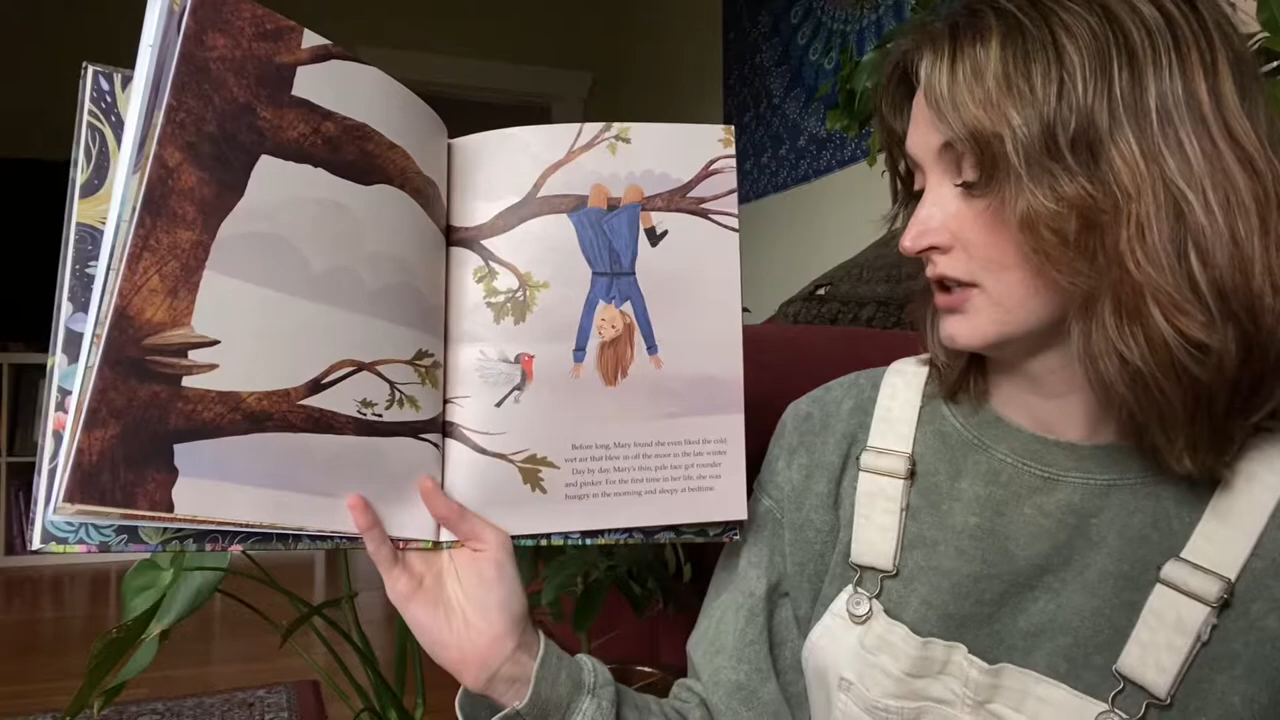 Before long, Mary found she even liked the cold,
wet air that blew in off the moor in the late winter.
Day by day, Mary's thin, pale face got rounder
and pinker. For the first time in her life, she was
hungry in the morning and sleepy at bedtime.